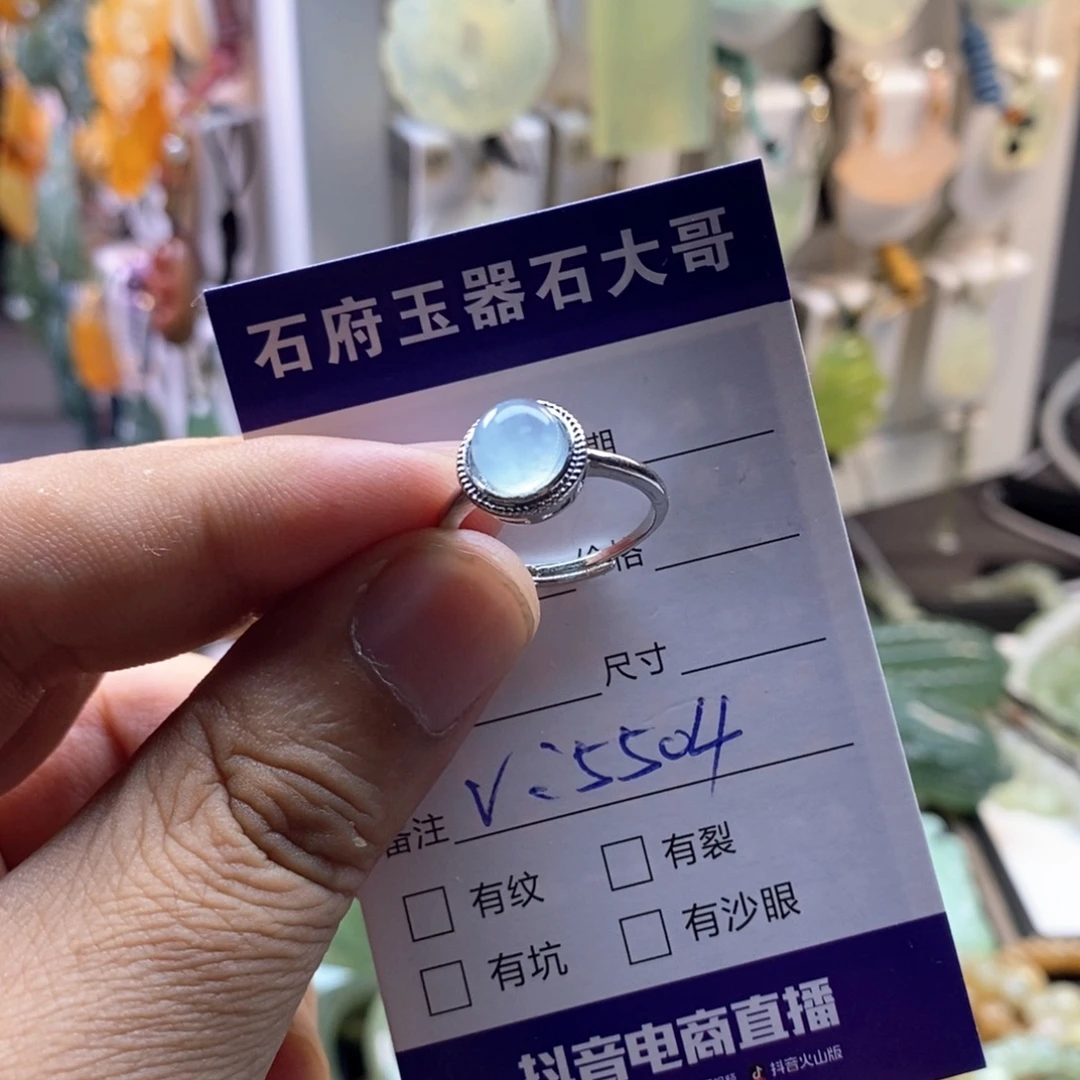 石府玉器石大哥
期
价格
尺寸
备注 V:5504
有纹 有裂
有坑 有沙眼
抖音电商直播
抖音火山版